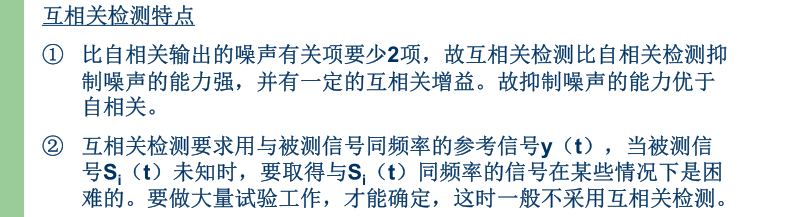 互相关检测特点
① 比自相关输出的噪声有关项要少2项，故互相关检测比自相关检测抑
制噪声的能力强，并有一定的互相关增益。故抑制噪声的能力优于
自相关。
② 互相关检测要求用与被测信号同频率的参考信号y（t），当被测信
号Si（t）未知时，要取得与Si（t）同频率的信号在某些情况下是困
难的。要做大量试验工作，才能确定，这时一般不采用互相关检测。